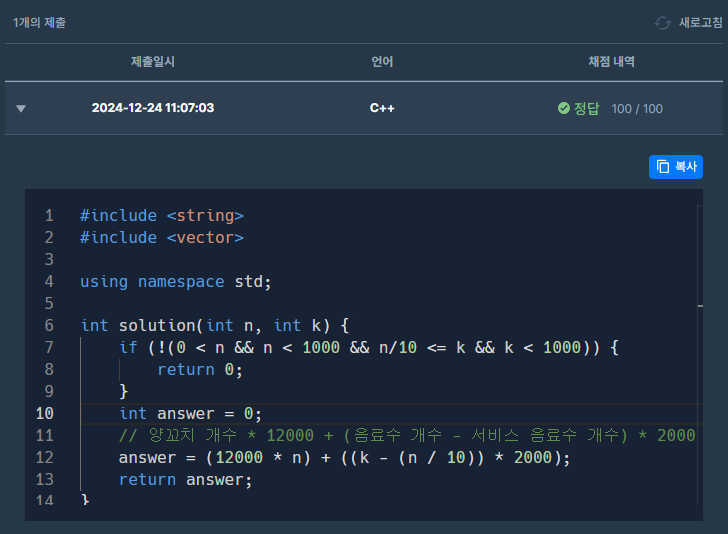 1개의 제출 새로고침
제출일시 언어 채점 내역
▼ 2024-12-24 11:07:03 C++ 정답 100 / 100
복사
1 #include <string>
2 #include <vector>
3
4 using namespace std;
5
6 int solution(int n, int k) {
7     if (!(0 < n && n < 1000 && n/10 <= k && k < 1000)) {
8         return 0;
9     }
10     int answer = 0;
11     // 양꼬치 개수 * 12000 + (음료수 개수 - 서비스 음료수 개수) * 2000
12     answer = (12000 * n) + ((k - (n / 10)) * 2000);
13     return answer;
14 }